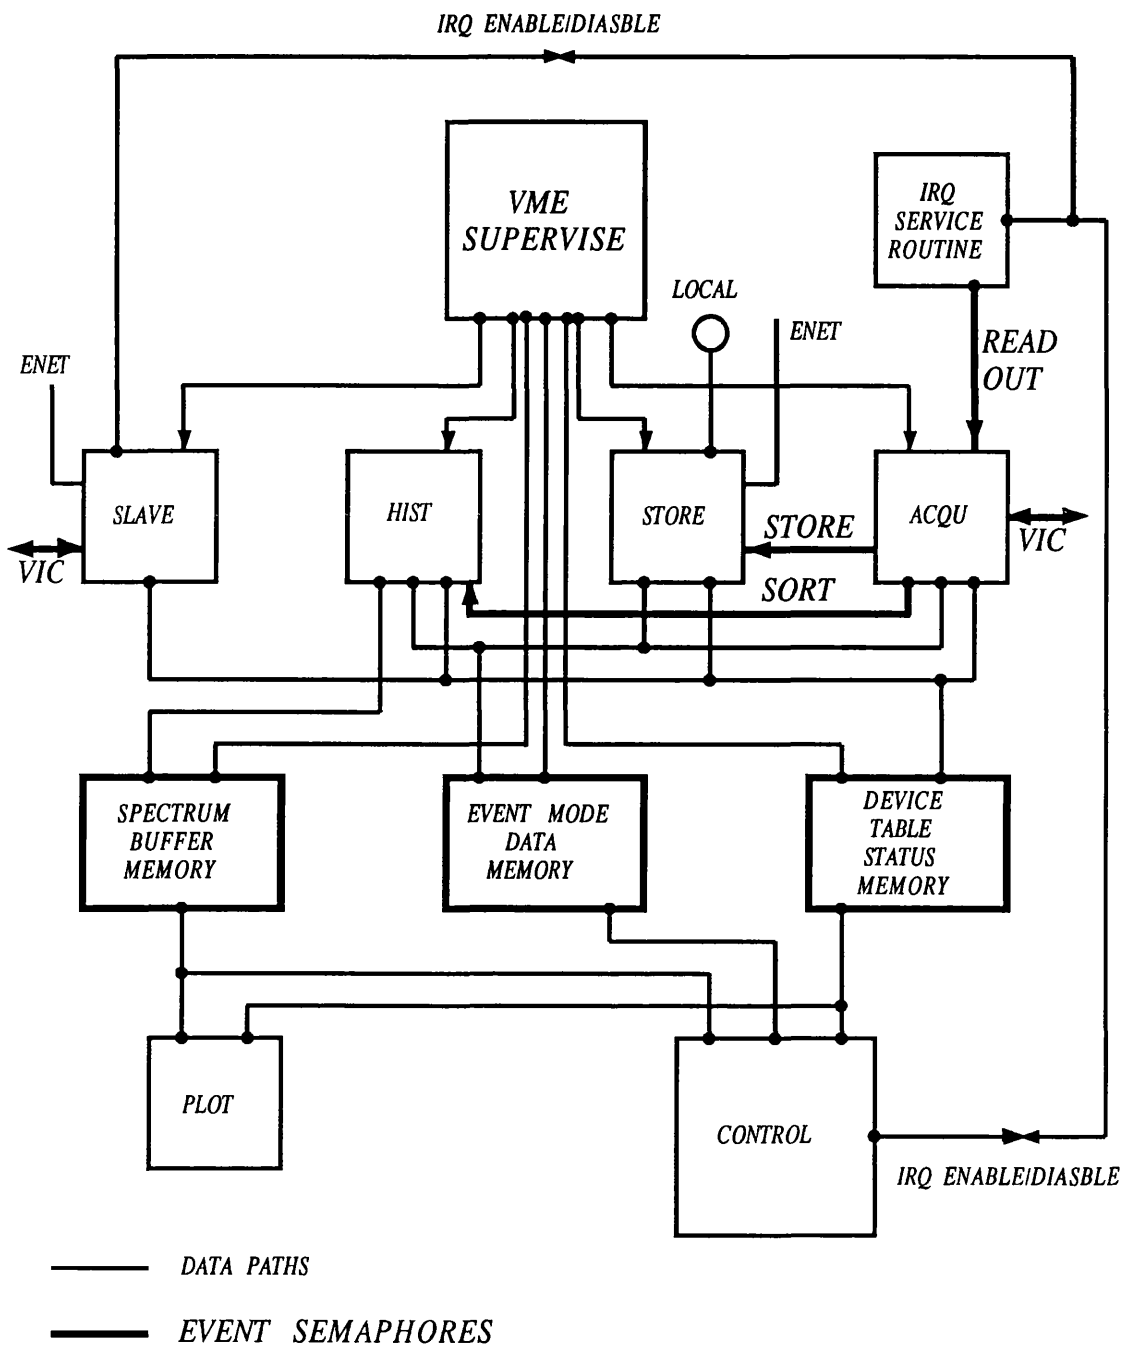 IRQ ENABLE/DIASBLE
VME
SUPERVISE
IRQ
SERVICE
ROUTINE
LOCAL
ENET
READ
OUT
ENET
SLAVE
HIST
STORE
ACQU
STORE
VIC
VIC
SORT
SPECTRUM
BUFFER
MEMORY
EVENT MODE
DATA
MEMORY
DEVICE
TABLE
STATUS
MEMORY
PLOT
CONTROL
IRQ ENABLE/DIASBLE
DATA PATHS
EVENT SEMAPHORES